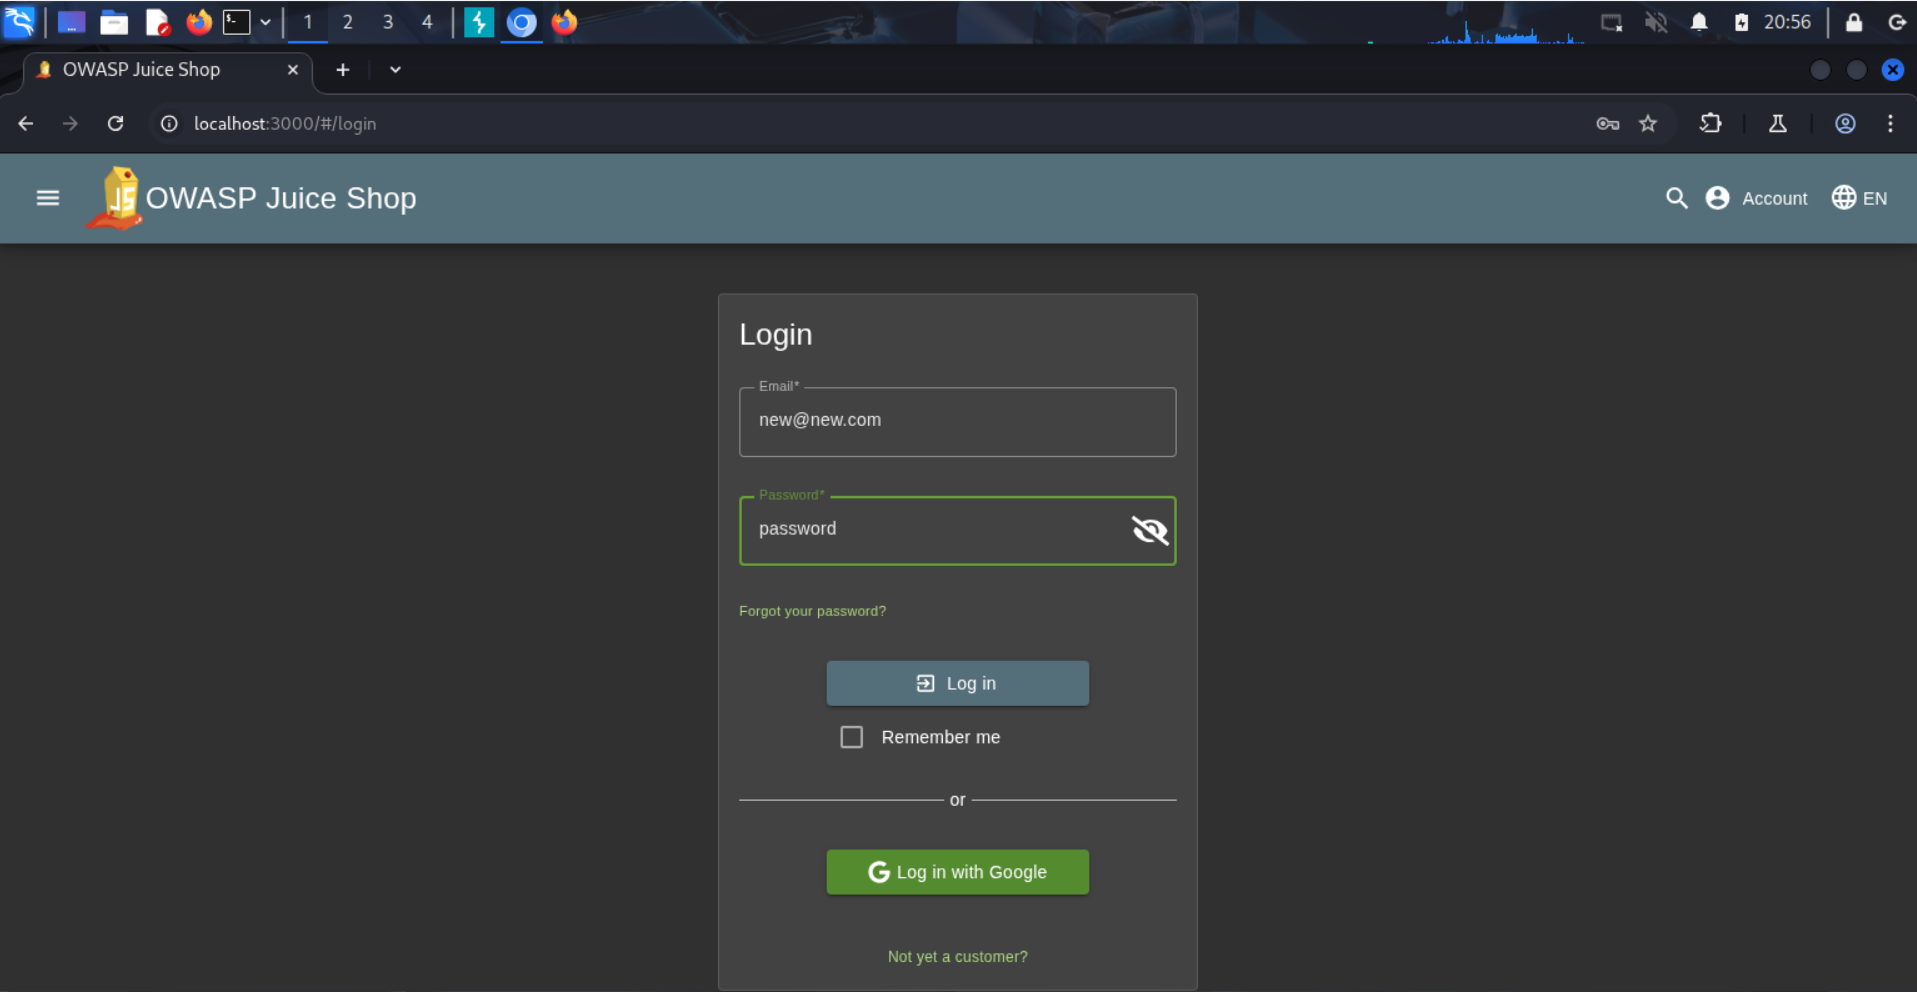 1 2 3 4 20:56
OWASP Juice Shop
localhost:3000/#/login
OWASP Juice Shop
Account
EN
Login
Email*
new@new.com
Password*
password
Forgot your password?
Log in
Remember me
or
Log in with Google
Not yet a customer?